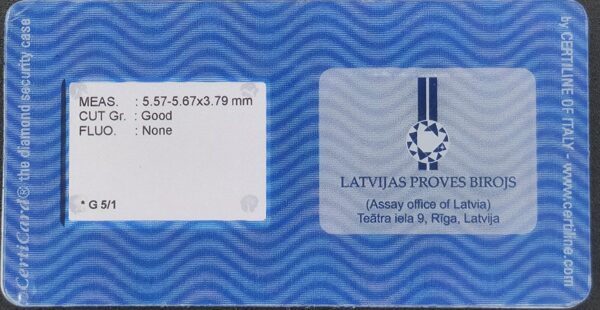 CertiCard® the diamond security case
MEAS. : 5.57-5.67x3.79 mm
CUT Gr. : Good
FLUO. : None
* G 5/1
LATVIJAS PROVES BIROJS
(Assay office of Latvia)
Teātra iela 9, Rīga, Latvija
by CERTILINE OF ITALY - www.certiline.com